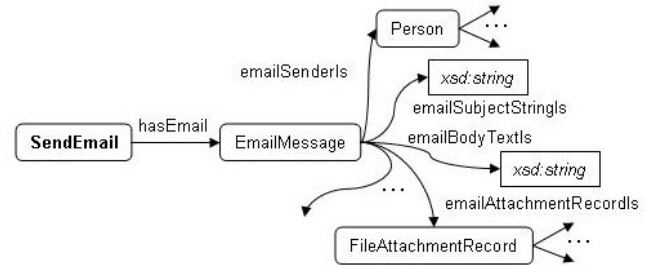 Person
...
emailSenderIs
xsd:string
emailSubjectStringIs
hasEmail
emailBodyTextIs
SendEmail
EmailMessage
xsd:string
...
emailAttachmentRecordIs
FileAttachmentRecord
...